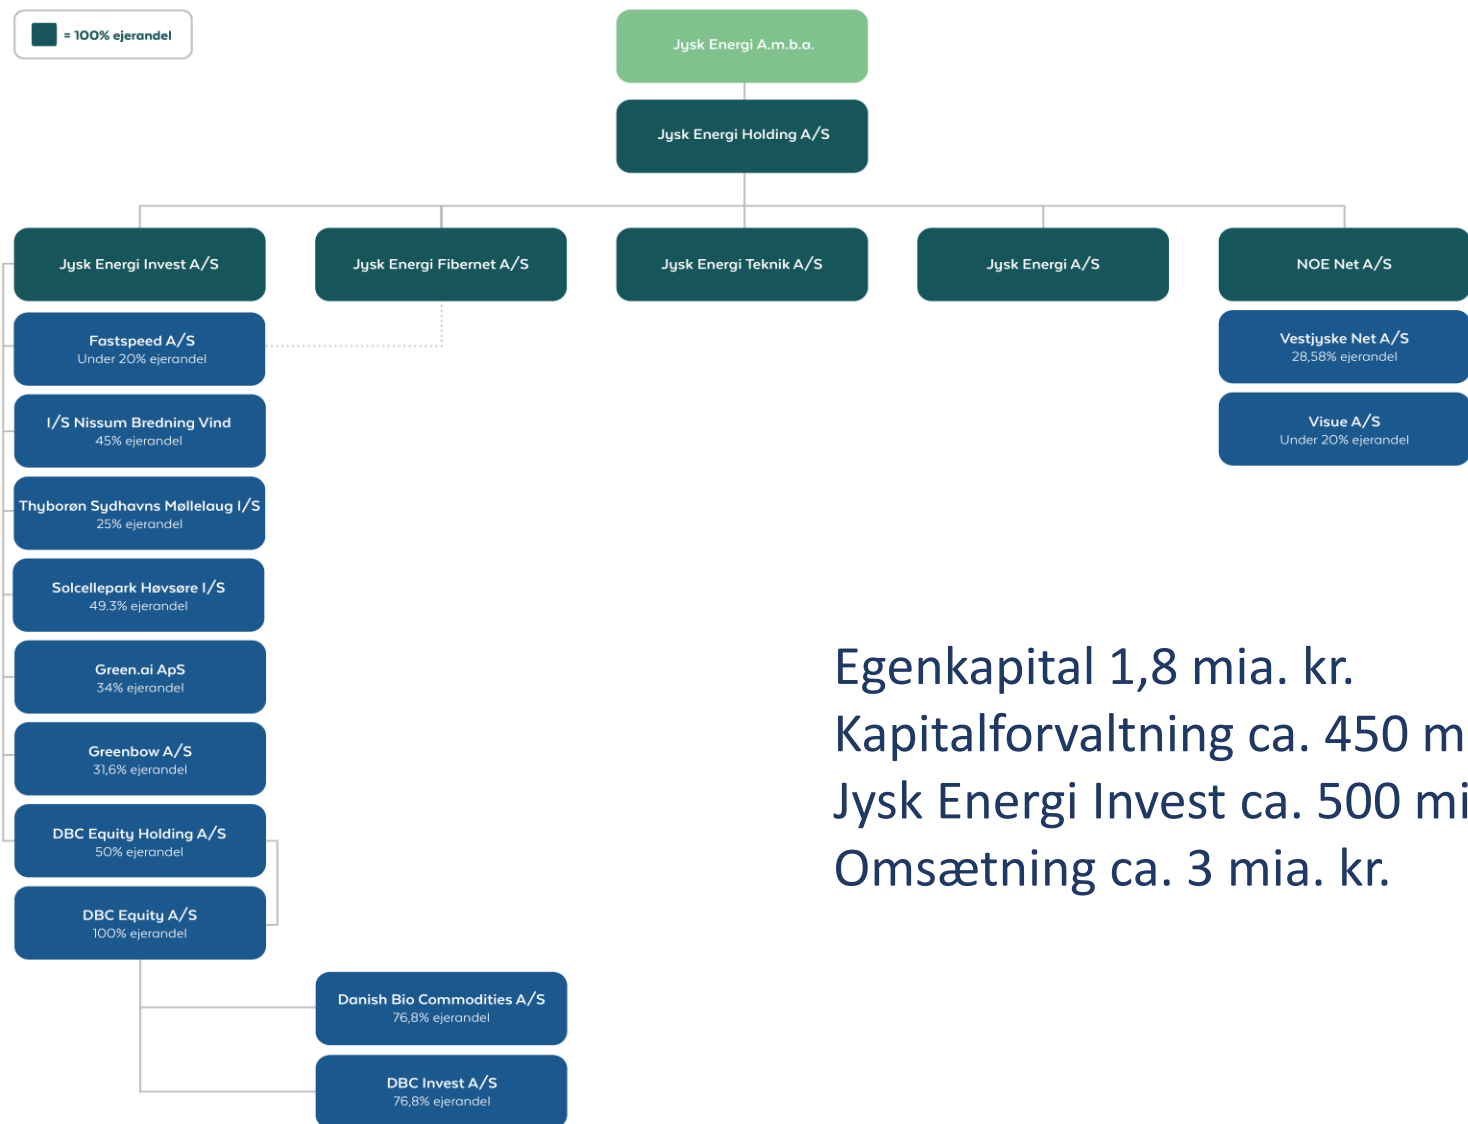 = 100% ejerandel
Jysk Energi A.m.b.a.
Jysk Energi Holding A/S
Jysk Energi Invest A/S
Jysk Energi Fibernet A/S
Jysk Energi Teknik A/S
Jysk Energi A/S
NOE Net A/S
Fastspeed A/S
Under 20% ejerandel
I/S Nissum Bredning Vind
45% ejerandel
Thyborøn Sydhavns Møllelaug I/S
25% ejerandel
Solcellepark Høvsøre I/S
49.3% ejerandel
Green.ai ApS
34% ejerandel
Greenbow A/S
31,6% ejerandel
DBC Equity Holding A/S
50% ejerandel
DBC Equity A/S
100% ejerandel
Danish Bio Commodities A/S
76,8% ejerandel
DBC Invest A/S
76,8% ejerandel
Vestjyske Net A/S
28,58% ejerandel
Visue A/S
Under 20% ejerandel
Egenkapital 1,8 mia. kr.
Kapitalforvaltning ca. 450 m
Jysk Energi Invest ca. 500 mi
Omsætning ca. 3 mia. kr.